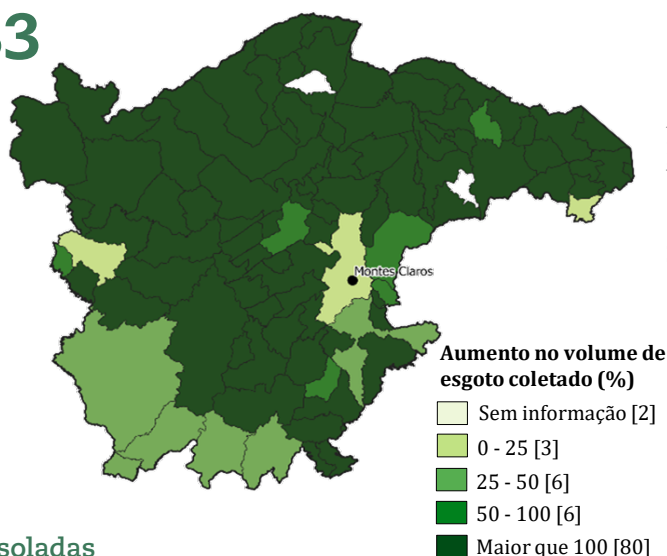 53
Montes Claros
Aumento no volume de
esgoto coletado (%)
Sem informação [2]
0 - 25 [3]
25 - 50 [6]
50 - 100 [6]
Maior que 100 [80]
soladas